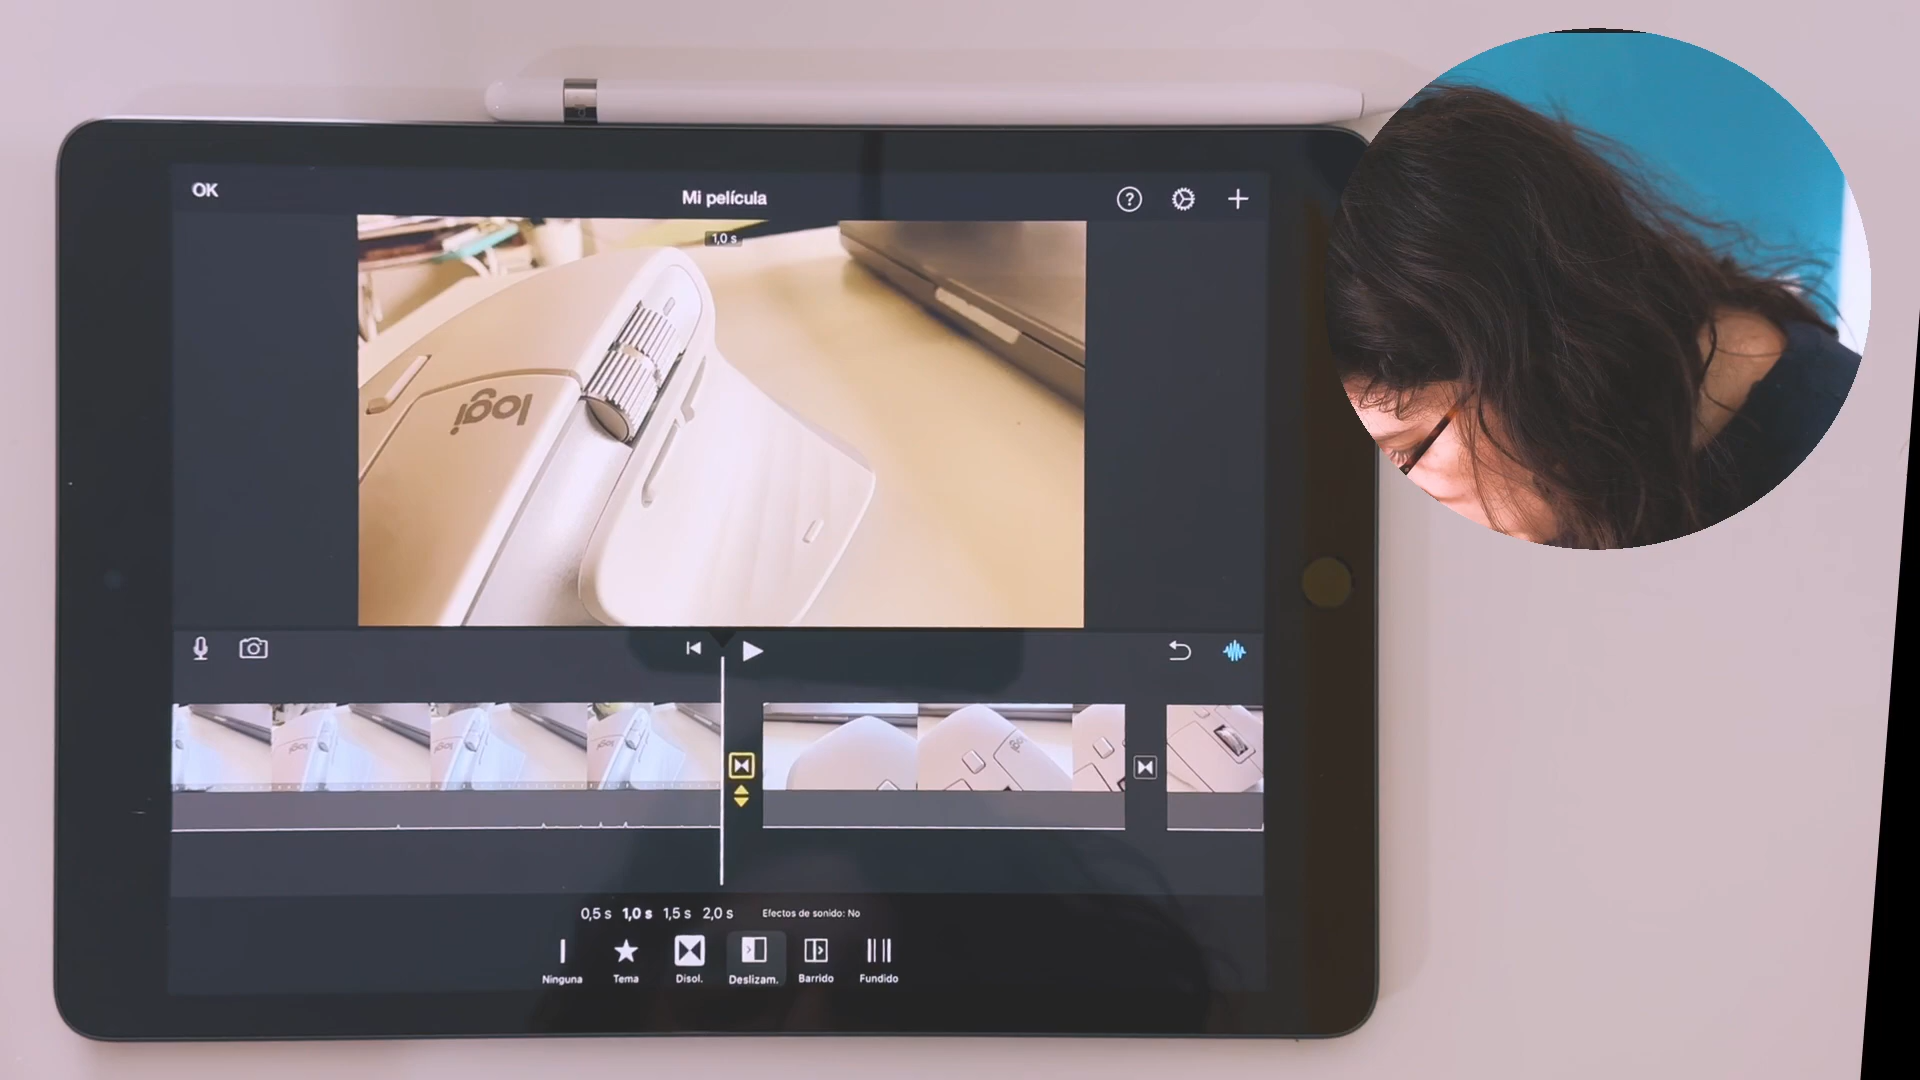 OK
Mi película
1,0 s
logi
0,5 s 1,0 s 1,5 s 2,0 s Efectos de sonido: No
Ninguna Tema Disol. Deslizam. Barrido Fundido